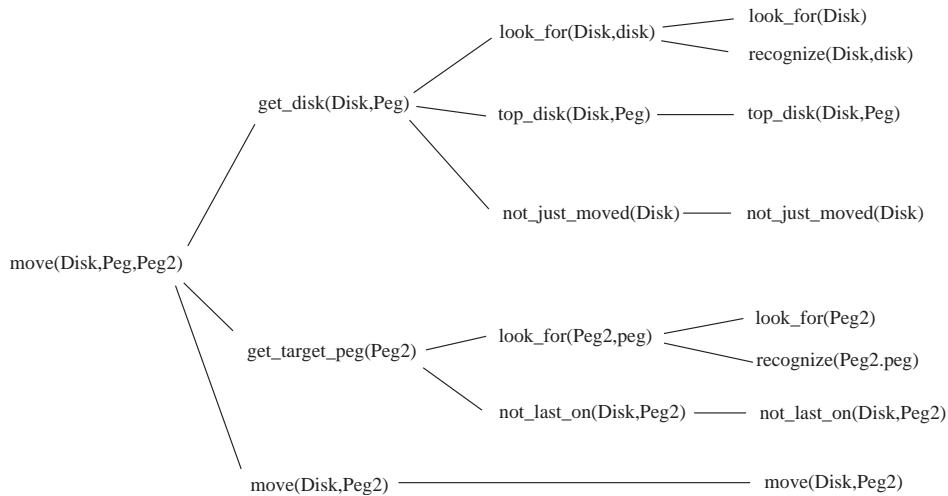 look_for(Disk)
look_for(Disk,disk)
recognize(Disk,disk)
get_disk(Disk,Peg)
top_disk(Disk,Peg)
top_disk(Disk,Peg)
not_just_moved(Disk)
not_just_moved(Disk)
move(Disk,Peg,Peg2)
look_for(Peg2)
look_for(Peg2,peg)
get_target_peg(Peg2)
recognize(Peg2.peg)
not_last_on(Disk,Peg2)
not_last_on(Disk,Peg2)
move(Disk,Peg2)
move(Disk,Peg2)